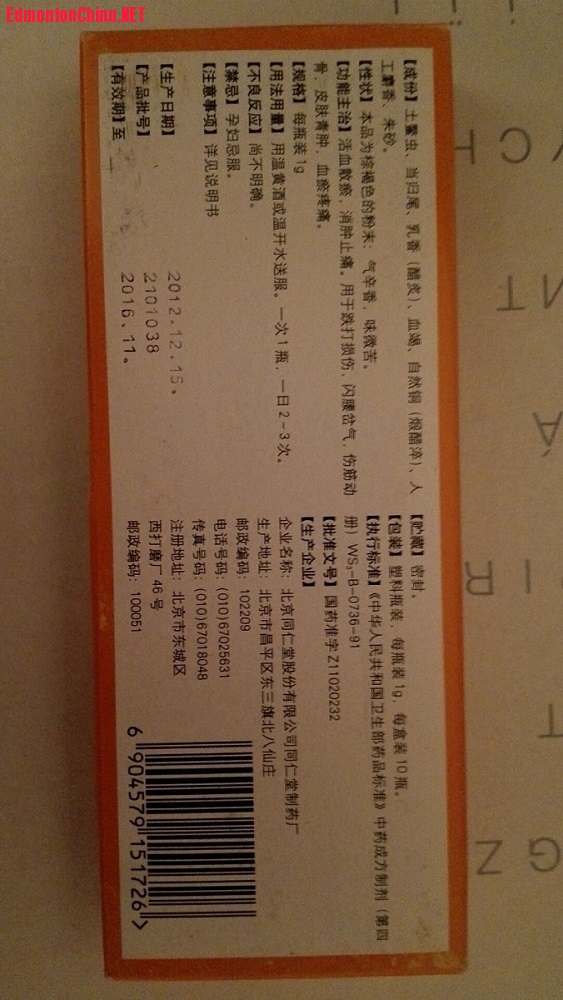 EdmontonChina.NET
【成份】土鳖虫、当归尾、乳香（醋炙）、血竭、自然铜（煅醋淬）、人
工麝香、朱砂。
【性状】本品为棕褐色的粉末；气辛香，味微苦。
【功能主治】活血散瘀，消肿止痛。用于跌打损伤，闪腰岔气，伤筋动
骨，皮肤青肿，血瘀疼痛。
【规格】每瓶装1g
【用法用量】用温黄酒或温开水送服。一次1瓶，一日2~3次。
【不良反应】尚不明确。
【禁忌】孕妇忌服。
【注意事项】详见说明书
【生产日期】 2012.12.15.
【产品批号】 2101038
【有效期】至 2016.11.
【贮藏】密封。
【包装】塑料瓶装，每瓶装1g，每盒装10瓶。
【执行标准】《中华人民共和国卫生部药品标准》中药成方制剂（第四
册）WS₃-B-0736-91
【批准文号】国药准字Z11020232
【生产企业】
企业名称：北京同仁堂股份有限公司同仁堂制药厂
生产地址：北京市昌平区东三旗北八仙庄
邮政编码：102209
电话号码：(010)67025631
传真号码：(010)67018048
注册地址：北京市东城区
西打磨厂46号
邮政编码：100051
6 904579 151726 >